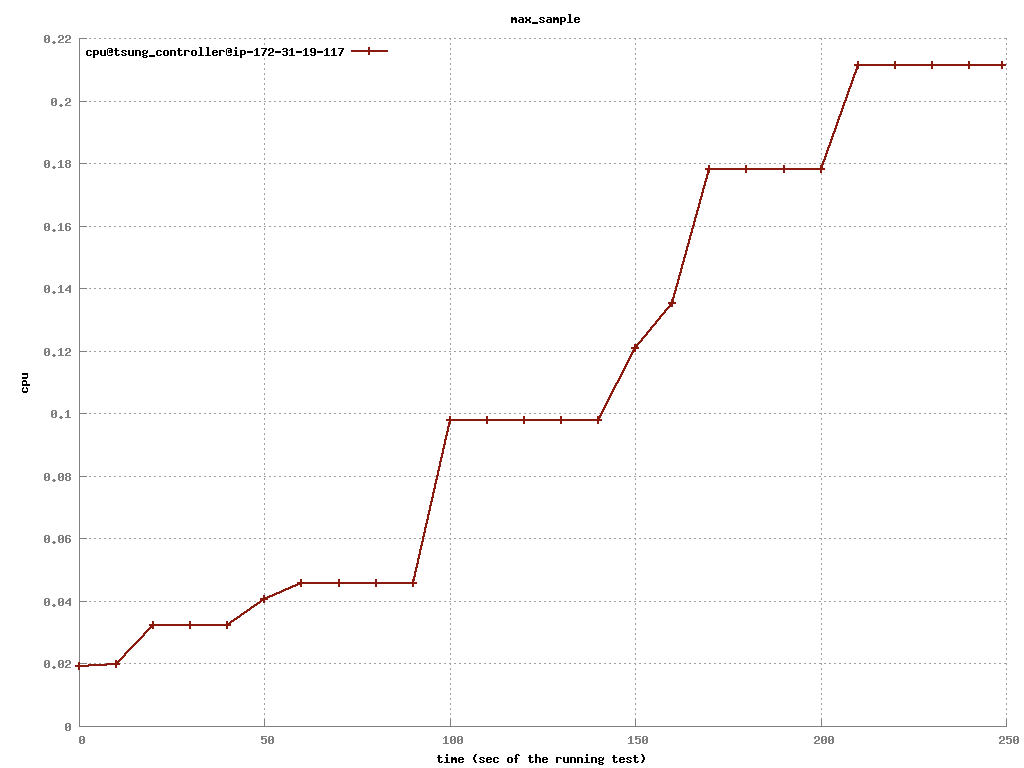 max_sample
cpu@tsung_controller@ip-172-31-19-117
0.22
0.2
0.18
0.16
0.14
0.12
0.1
0.08
0.06
0.04
0.02
0
cpu
0 50 100 150 200 250
time (sec of the running test)